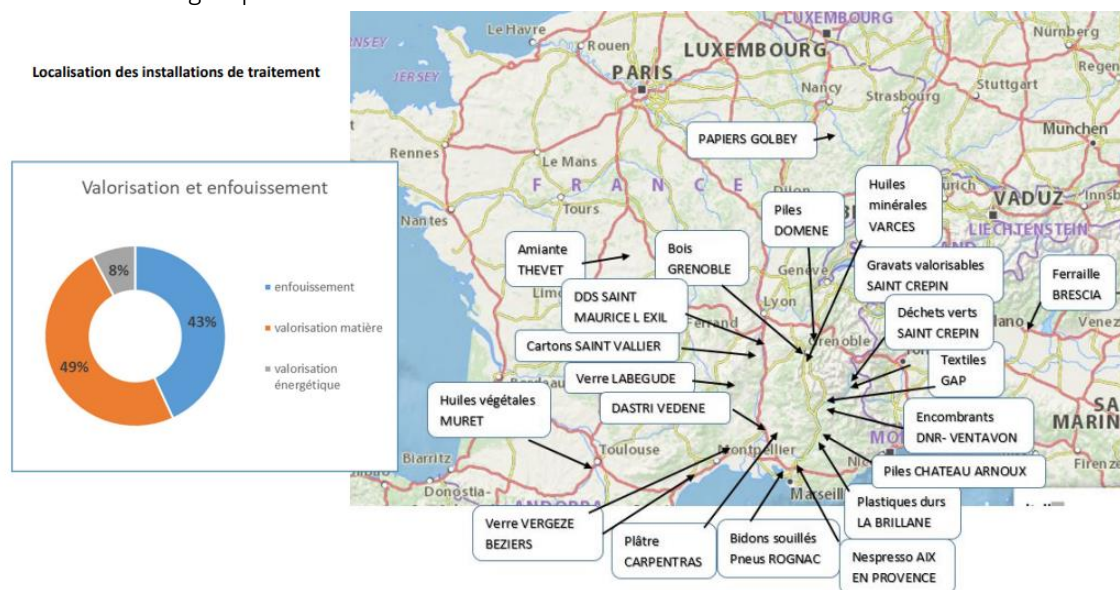 Localisation des installations de traitement
Valorisation et enfouissement
8%
43%
49%
enfouissement
valorisation matière
valorisation
énergétique
Le Havre
Rouen
LUXEMBOURG
LUXEMBOURG
Nürnberg
JERSEY
PARIS
Nancy
Strasbourg
Stuttgart
Munchen
PAPIERS GOLBEY
Rennes
Le Mans
FRANCE
Tours
Nantes
Huiles
minérales
VARCES
VADUZ
LIECHTENSTEIN
Piles
DOMENE
Amiante
THEVET
Bois
GRENOBLE
Genève
Gravats valorisables
SAINT CREPIN
Ferraille
BRESCIA
DDS SAINT
MAURICE L EXIL
Lyon
Déchets verts
SAINT CREPIN
Cartons SAINT VALLIER
Grenoble
Textiles
GAP
Verre LABEGUDE
Huiles végétales
MURET
DASTRI VEDENE
Encombrants
DNR- VENTAVON
Toulouse
Montpellier
Biarritz
Piles CHATEAU ARNOUX
Firenze
Donostia-
Marseille
Plastiques durs
LA BRILLANE
Verre VERGEZE
BEZIERS
Plâtre
CARPENTRAS
Bidons souillés
Pneus ROGNAC
Nespresso AIX
EN PROVENCE